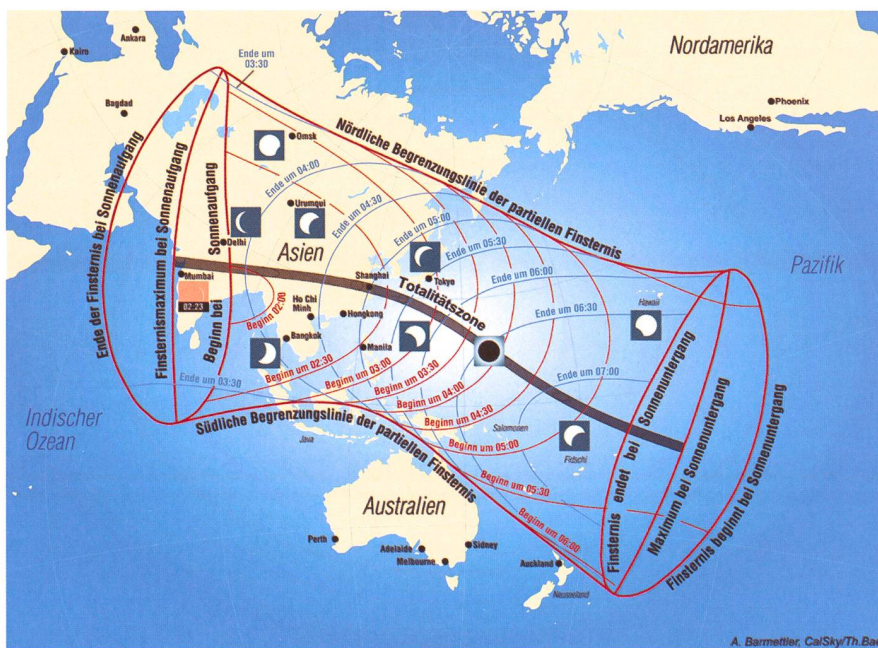 Kairo
Ankara
Bagdad
Ende um
03:30
Nordamerika
Phoenix
Los Angeles
Omsk
Nördliche Begrenzungslinie der partiellen Finsternis
Ende der Finsternis bei Sonnenaufgang
Finsternismaximum bei Sonnenaufgang
Beginn bei Sonnenaufgang
Ende um 04:00
Ende um 04:30
Ende um 05:00
Ende um 05:30
Ende um 06:00
Ende um 06:30
Ende um 07:00
Urumqui
Delhi
Asien
Mumbai
02:23
Shanghai
Tokyo
Totalitätszone
Ho Chi
Minh
Hongkong
Bangkok
Manila
Hawaii
Pazifik
Beginn um 02:00
Beginn um 02:30
Beginn um 03:00
Beginn um 03:30
Beginn um 04:00
Beginn um 04:30
Beginn um 05:00
Beginn um 05:30
Beginn um 06:00
Ende um 03:30
Indischer
Ozean
Südliche Begrenzungslinie der partiellen Finsternis
Java
Salomonen
Fidschi
Finsternis endet bei Sonnenuntergang
Maximum bei Sonnenuntergang
Finsternis beginnt bei Sonnenuntergang
Australien
Perth
Adelaide
Melbourne
Sidney
Auckland
Neuseeland
A. Barmettler, CalSky/Th.Bae